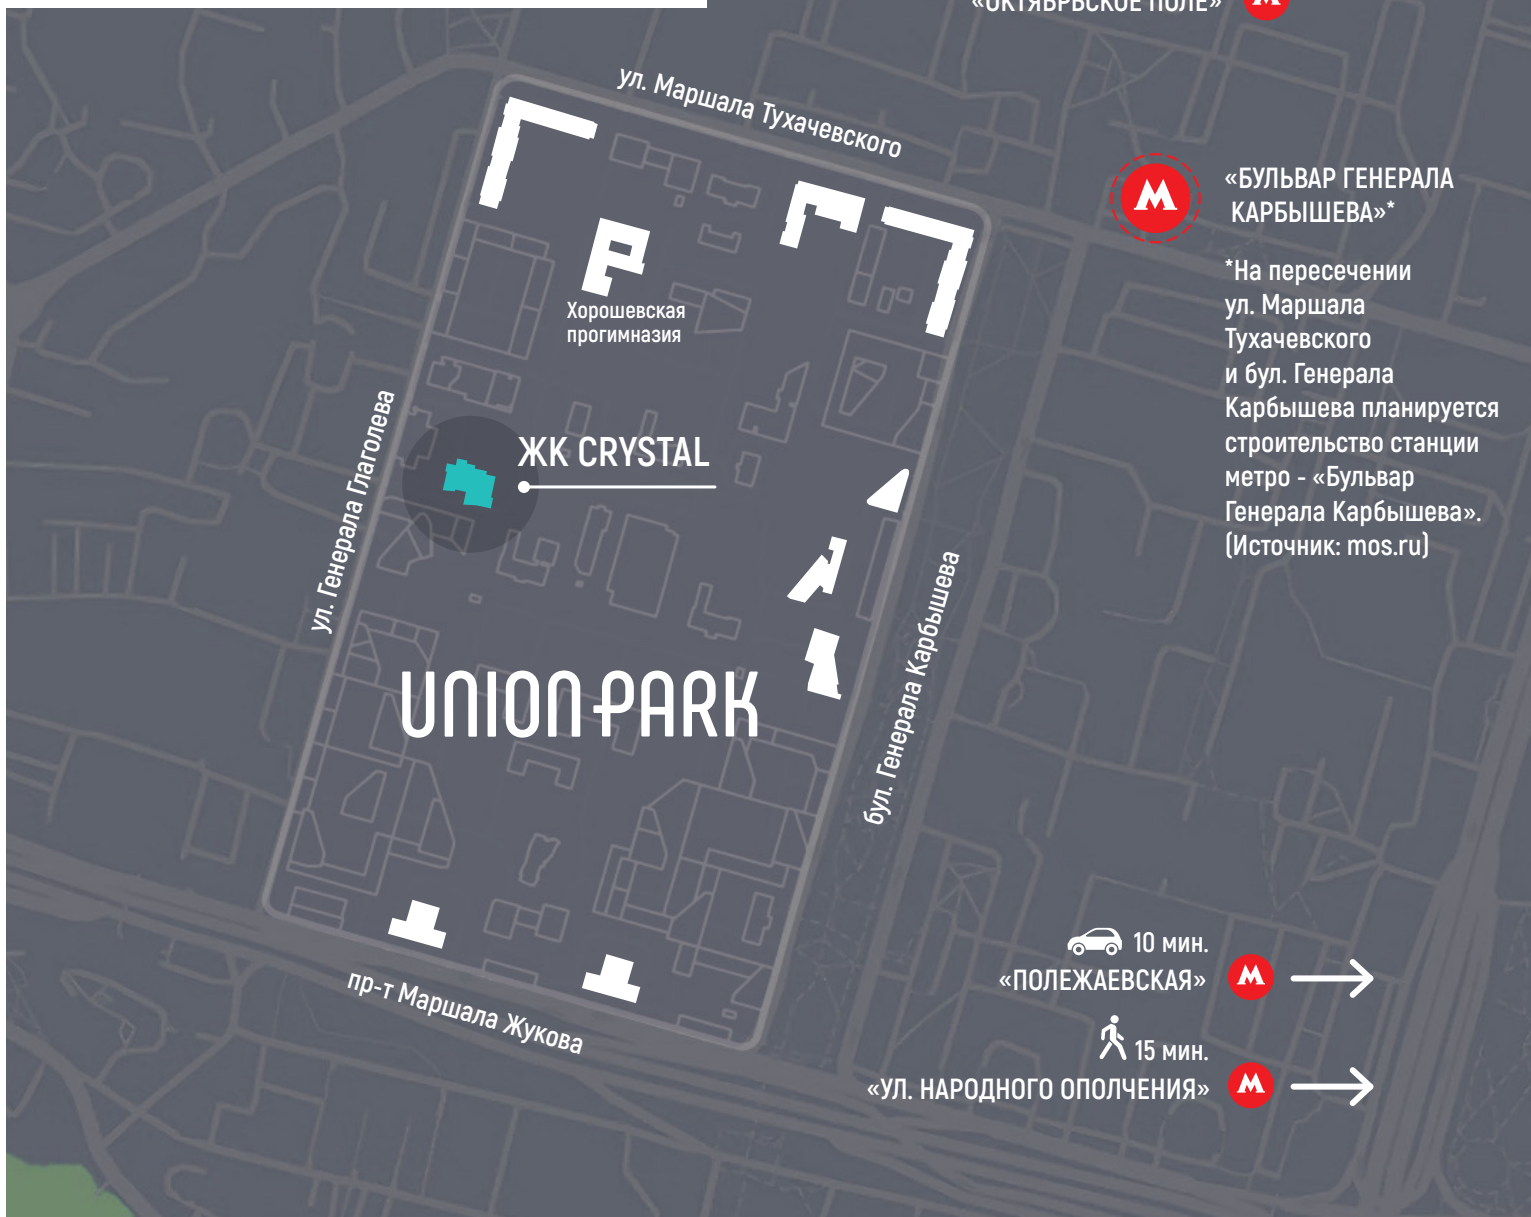 «ОКТЯБРЬСКОЕ ПОЛЕ»
ул. Маршала Тухачевского
«БУЛЬВАР ГЕНЕРАЛА
КАРБЫШЕВА»*
*На пересечении
ул. Маршала
Тухачевского
и бул. Генерала
Карбышева планируется
строительство станции
метро - «Бульвар
Генерала Карбышева».
(Источник: mos.ru)
Хорошевская
прогимназия
ул. Генерала Глаголева
ЖК CRYSTAL
UNION PARK
бул. Генерала Карбышева
пр-т Маршала Жукова
10 мин.
«ПОЛЕЖАЕВСКАЯ»
15 мин.
«УЛ. НАРОДНОГО ОПОЛЧЕНИЯ»